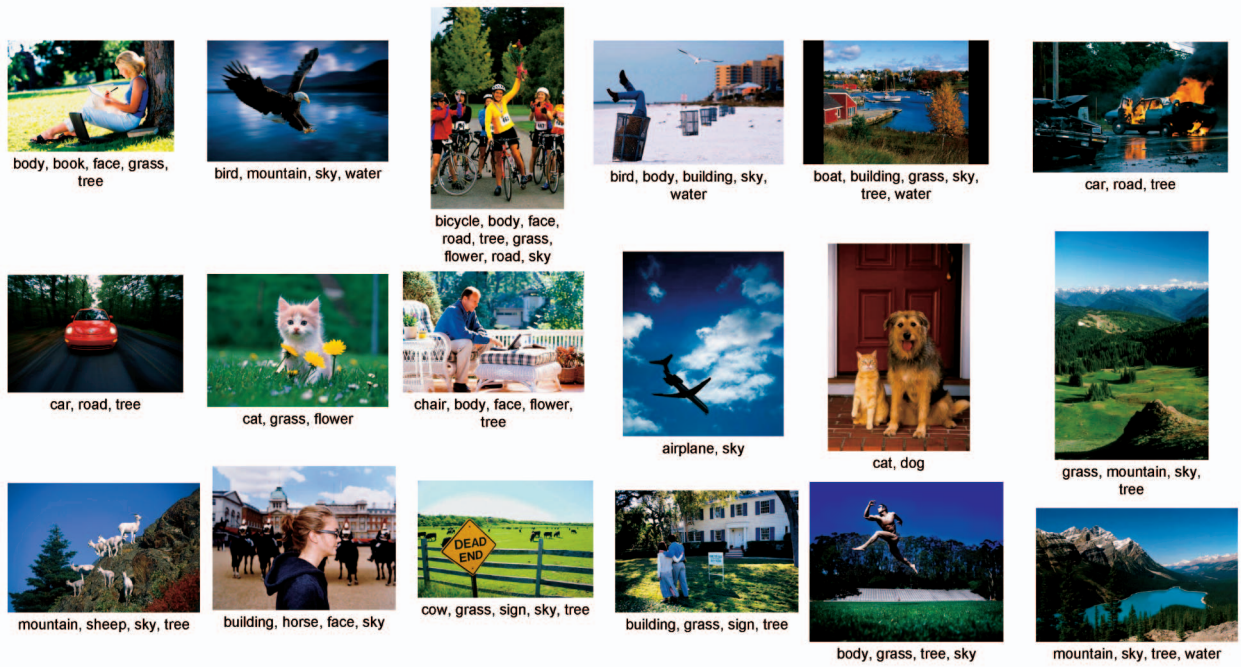 body, book, face, grass,
tree
bird, mountain, sky, water
bicycle, body, face,
road, tree, grass,
flower, road, sky
bird, body, building, sky,
water
boat, building, grass, sky,
tree, water
car, road, tree
car, road, tree
cat, grass, flower
chair, body, face, flower,
tree
airplane, sky
cat, dog
grass, mountain, sky,
tree
mountain, sheep, sky, tree
building, horse, face, sky
DEAD
END
cow, grass, sign, sky, tree
building, grass, sign, tree
body, grass, tree, sky
mountain, sky, tree, water